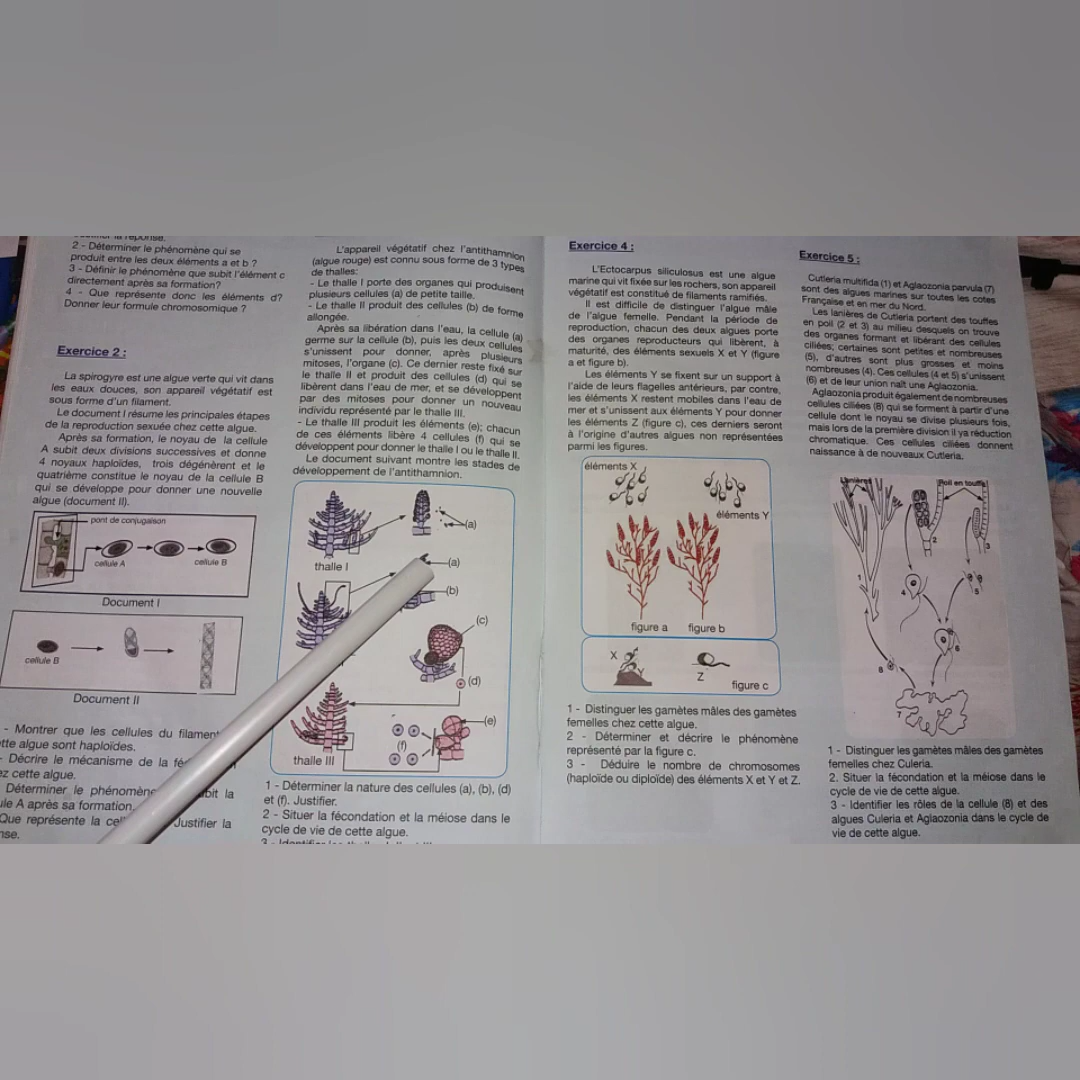 2 - Déterminer le phénomène qui se
produit entre les deux éléments a et b ?
3 - Définir le phénomène que subit l'élément c
directement après sa formation?
4 - Que représente donc les éléments d?
Donner leur formule chromosomique ?
Exercice 2 :
La spirogyre est une algue verte qui vit dans
les eaux douces, son appareil végétatif est
sous forme d'un filament.
Le document I résume les principales étapes
de la reproduction sexuée chez cette algue.
Après sa formation, le noyau de la cellule
A subit deux divisions successives et donne
4 noyaux haploïdes, trois dégénèrent et le
quatrième constitue le noyau de la cellule B
qui se développe pour donner une nouvelle
algue (document II).
pont de conjugaison
cellule A
cellule B
Document I
cellule B
Document II
- Montrer que les cellules du filament
algue sont haploïdes.
Décrire le mécanisme de la
cette algue.
Déterminer le phénomène la
A après sa formation.
Que représente la Justifier la
L'appareil végétatif chez l'antithamnion
(algue rouge) est connu sous forme de 3 types
de thalles:
- Le thalle I porte des organes qui produisent
plusieurs cellules (a) de petite taille.
- Le thalle II produit des cellules (b) de forme
allongée.
Après sa libération dans l'eau, la cellule (a)
germe sur la cellule (b), puis les deux cellules
s'unissent pour donner, après plusieurs
mitoses, l'organe (c). Ce dernier reste fixé sur
le thalle II et produit des cellules (d) qui se
libèrent dans l'eau de mer, et se développent
par des mitoses pour donner un nouveau
individu représenté par le thalle III.
- Le thalle III produit les éléments (e); chacun
de ces éléments libère 4 cellules (f) qui se
développent pour donner le thalle I ou le thalle II.
Le document suivant montre les stades de
développement de l'antithamnion.
(a)
thalle I
(a)
(b)
(c)
(d)
(e)
(f)
thalle III
1 - Déterminer la nature des cellules (a), (b), (d)
et (f). Justifier.
2 - Situer la fécondation et la méiose dans le
cycle de vie de cette algue.
Exercice 4 :
L'Ectocarpus siliculosus est une algue
marine qui vit fixée sur les rochers, son appareil
végétatif est constitué de filaments ramifiés.
Il est difficile de distinguer l'algue mâle
de l'algue femelle. Pendant la période de
reproduction, chacun des deux algues porte
des organes reproducteurs qui libèrent, à
maturité, des éléments sexuels X et Y (figure
a et figure b).
Les éléments Y se fixent sur un support à
l'aide de leurs flagelles antérieurs, par contre,
les éléments X restent mobiles dans l'eau de
mer et s'unissent aux éléments Y pour donner
les éléments Z (figure c), ces derniers seront
à l'origine d'autres algues non représentées
parmi les figures.
éléments X
éléments Y
figure a figure b
X
Y
Z
figure c
1 - Distinguer les gamètes mâles des gamètes
femelles chez cette algue.
2 - Déterminer et décrire le phénomène
représenté par la figure c.
3 - Déduire le nombre de chromosomes
(haploïde ou diploïde) des éléments X et Y et Z.
Exercice 5 :
Cutleria multifida (1) et Aglaozonia parvula (7)
sont des algues marines sur toutes les cotes
Française et en mer du Nord.
Les lanières de Cutleria portent des touffes
en poil (2 et 3) au milieu desquels on trouve
des organes formant et libérant des cellules
ciliées; certaines sont petites et nombreuses
(5), d'autres sont plus grosses et moins
nombreuses (4). Ces cellules (4 et 5) s'unissent
(6) et de leur union naît une Aglaozonia.
Aglaozonia produit également de nombreuses
cellules ciliées (8) qui se forment à partir d'une
cellule dont le noyau se divise plusieurs fois,
mais lors de la première division il ya réduction
chromatique. Ces cellules ciliées donnent
naissance à de nouveaux Cutleria.
Lanières
Poil en touffe
2
3
1
4
5
6
8
7
1 - Distinguer les gamètes mâles des gamètes
femelles chez Culeria.
2. Situer la fécondation et la méiose dans le
cycle de vie de cette algue.
3 - Identifier les rôles de la cellule (8) et des
algues Culeria et Aglaozonia dans le cycle de
vie de cette algue.